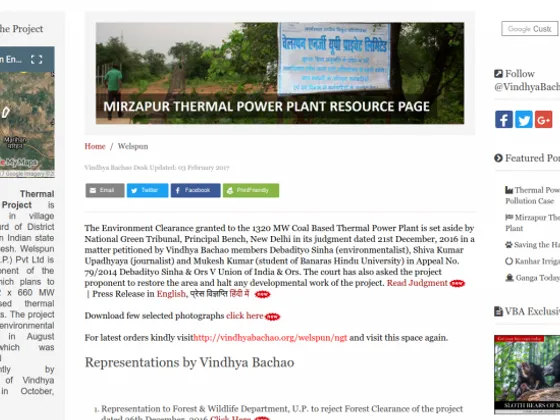 he Project
n En...
Marihan
मड़िहान
MyMaps
Thermal
Project is
in village
rd of District
n Indian state
esh. Welspun
.P.) Pvt Ltd is
onent of the
hich plans to
2 x 660 MW
sed thermal
s. The project
environmental
in August
which was
ntly by
of Vindhya
in October,
वेलस्पन एनर्जी यूपी प्राइवेट लिमिटेड
MIRZAPUR THERMAL POWER PLANT RESOURCE PAGE
Home / Welspun
Vindhya Bachao Desk Updated: 03 February 2017
Email Twitter Facebook PrintFriendly
The Environment Clearance granted to the 1320 MW Coal Based Thermal Power Plant is set aside by
National Green Tribunal, Principal Bench, New Delhi in its judgment dated 21st December, 2016 in a
matter petitioned by Vindhya Bachao members Debadityo Sinha (environmentalist), Shiva Kumar
Upadhyaya (journalist) and Mukesh Kumar (student of Banaras Hindu University) in Appeal No.
79/2014 Debadityo Sinha & Ors V Union of India & Ors. The court has also asked the project
proponent to restore the area and halt any developmental work of the project. Read Judgment new
| Press Release in English, प्रेस विज्ञप्ति हिंदी में new
Download few selected photographs click here new
For latest orders kindly visithttp://vindhyabachao.org/welspun/ngt and visit this space again.
Representations by Vindhya Bachao
1. Representation to Forest & Wildlife Department, U.P. to reject Forest Clearance of the project
dated 26th December, 2016 Click Here new
Google Custo
Follow
@VindhyaBach
Featured Por
Thermal Pow
Pollution Case
Mirzapur The
Saving the Ha
Kanhar Irriga
Ganga Today
VBA Exclusiv
SLOTH BEARS OF M